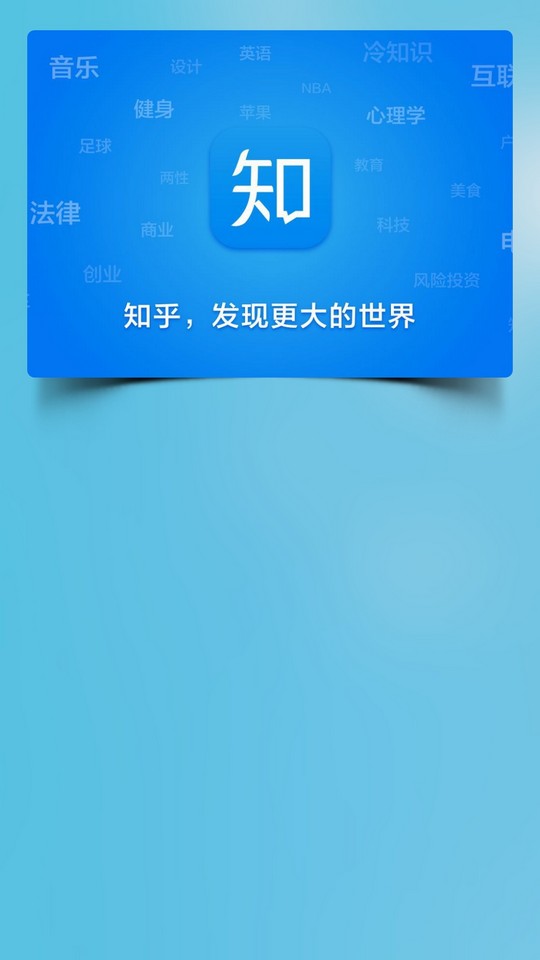 英语
冷知识
音乐
设计
NBA
健身
苹果
心理学
足球
教育
两性
美食
知
法律
商业
科技
创业
风险投资
知乎，发现更大的世界